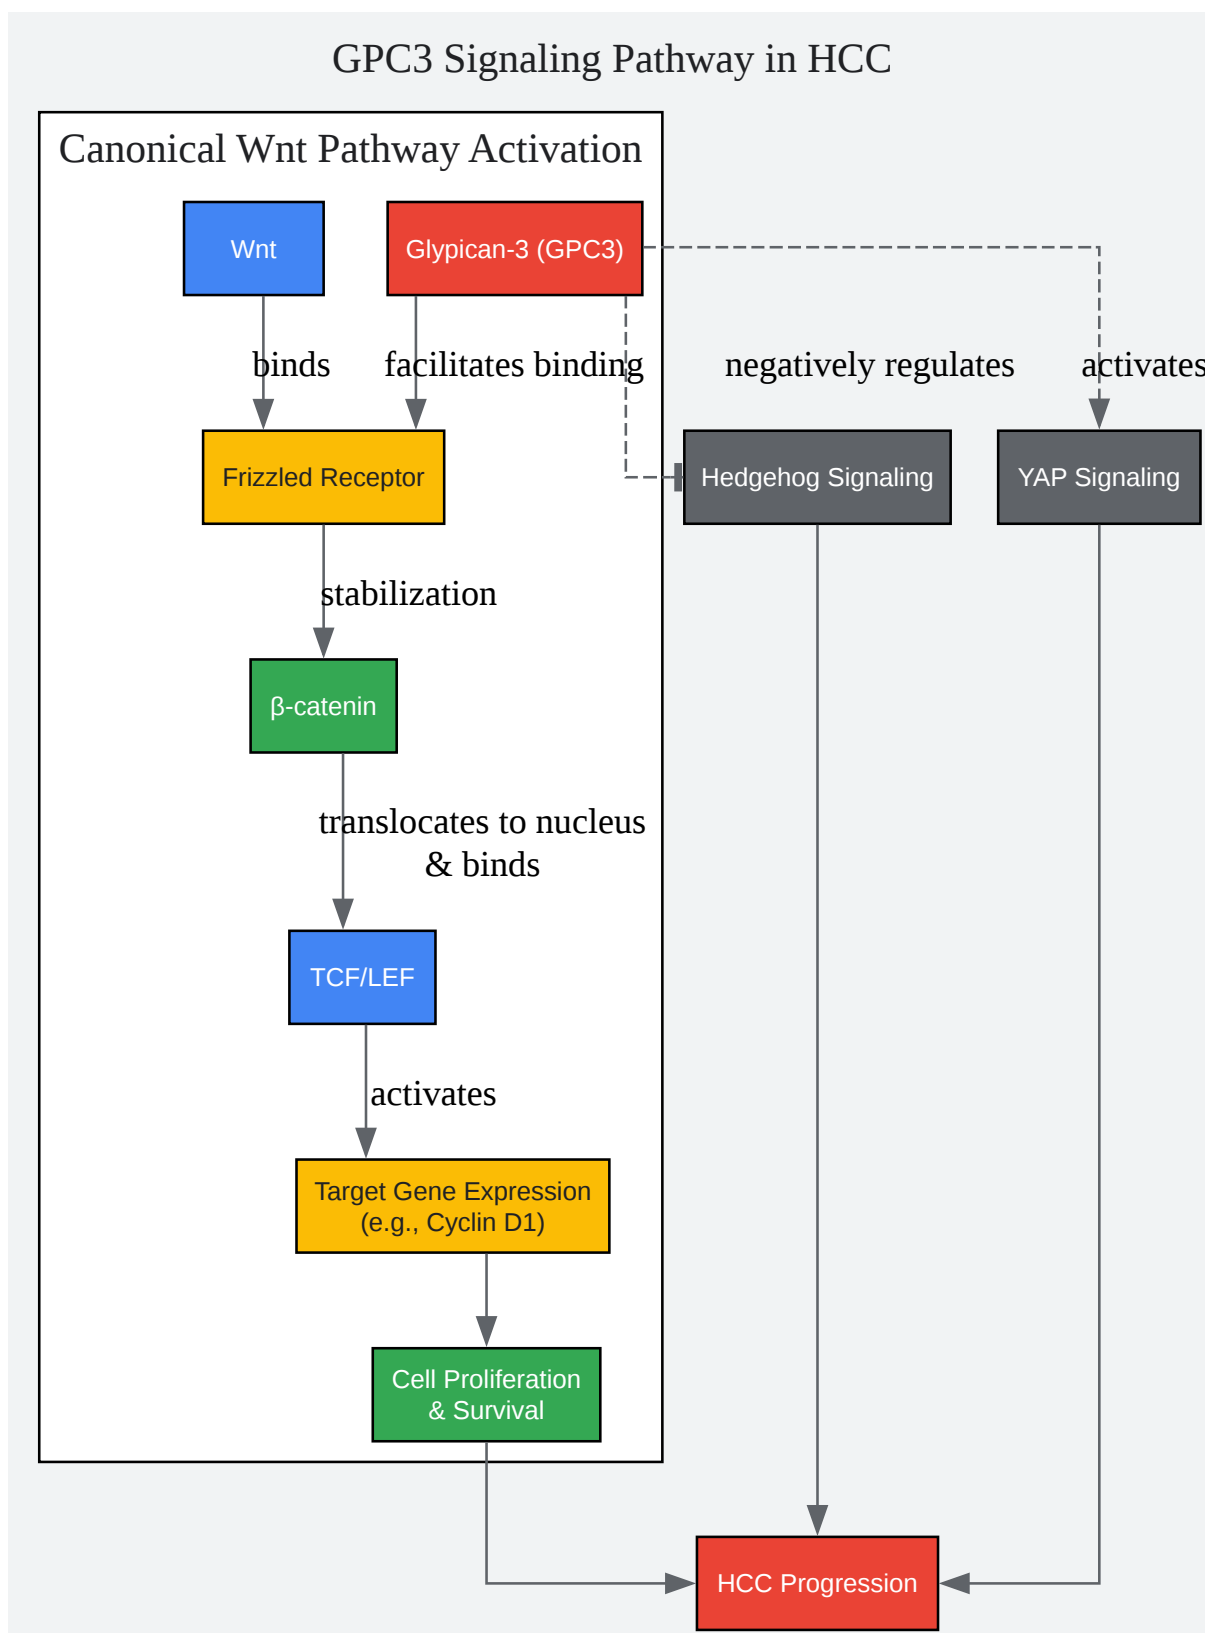 GPC3 Signaling Pathway in HCC
Canonical Wnt Pathway Activation
Wnt
Glypican-3 (GPC3)
binds
facilitates binding
negatively regulates
activates
Frizzled Receptor
Hedgehog Signaling
YAP Signaling
stabilization
β-catenin
translocates to nucleus
& binds
TCF/LEF
activates
Target Gene Expression
(e.g., Cyclin D1)
Cell Proliferation
& Survival
HCC Progression